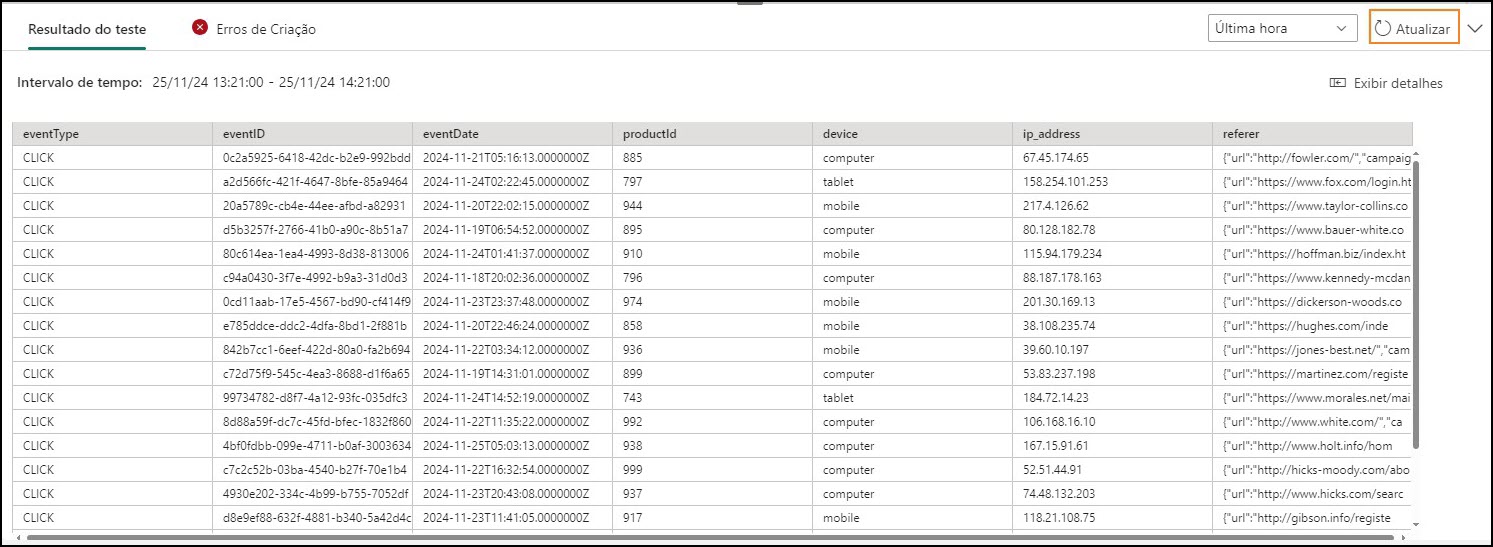 Resultado do teste Erros de Criação Última hora Atualizar
Intervalo de tempo: 25/11/24 13:21:00 - 25/11/24 14:21:00 Exibir detalhes
eventType eventID eventDate productId device ip_address referer
CLICK 0c2a5925-6418-42dc-b2e9-992bdd 2024-11-21T05:16:13.0000000Z 885 computer 67.45.174.65 {"url":"http://fowler.com/","campaig
CLICK a2d566fc-421f-4647-8bfe-85a9464 2024-11-24T02:22:45.0000000Z 797 tablet 158.254.101.253 {"url":"https://www.fox.com/login.ht
CLICK 20a5789c-cb4e-44ee-afbd-a82931 2024-11-20T22:02:15.0000000Z 944 mobile 217.4.126.62 {"url":"https://www.taylor-collins.co
CLICK d5b3257f-2766-41b0-a90c-8b51a7 2024-11-19T06:54:52.0000000Z 895 computer 80.128.182.78 {"url":"https://www.bauer-white.co
CLICK 80c614ea-1ea4-4993-8d38-813006 2024-11-24T01:41:37.0000000Z 910 mobile 115.94.179.234 {"url":"https://hoffman.biz/index.ht
CLICK c94a0430-3f7e-4992-b9a3-31d0d3 2024-11-18T20:02:36.0000000Z 796 computer 88.187.178.163 {"url":"https://www.kennedy-mcdan
CLICK 0cd11aab-17e5-4567-bd90-cf414f9 2024-11-23T23:37:48.0000000Z 974 mobile 201.30.169.13 {"url":"https://dickerson-woods.co
CLICK e785ddce-ddc2-4dfa-8bd1-2f881b 2024-11-20T22:46:24.0000000Z 858 mobile 38.108.235.74 {"url":"https://hughes.com/inde
CLICK 842b7cc1-6eef-422d-80a0-fa2b694 2024-11-22T03:34:12.0000000Z 936 mobile 39.60.10.197 {"url":"https://jones-best.net/","cam
CLICK c72d75f9-545c-4ea3-8688-d1f6a65 2024-11-19T14:31:01.0000000Z 899 computer 53.83.237.198 {"url":"https://martinez.com/registe
CLICK 99734782-d8f7-4a12-93fc-035dfc3 2024-11-24T14:52:19.0000000Z 743 tablet 184.72.14.23 {"url":"https://www.morales.net/mai
CLICK 8d88a59f-dc7c-45fd-bfec-1832f860 2024-11-22T11:35:22.0000000Z 992 computer 106.168.16.10 {"url":"http://www.white.com/","ca
CLICK 4bf0fdbb-099e-4711-b0af-3003634 2024-11-25T05:03:13.0000000Z 938 computer 167.15.91.61 {"url":"http://www.holt.info/hom
CLICK c7c2c52b-03ba-4540-b27f-70e1b4 2024-11-22T16:32:54.0000000Z 999 computer 52.51.44.91 {"url":"http://hicks-moody.com/abo
CLICK 4930e202-334c-4b99-b755-7052df 2024-11-23T20:43:08.0000000Z 937 computer 74.48.132.203 {"url":"http://www.hicks.com/searc
CLICK d8e9ef88-632f-4881-b340-5a42d4c 2024-11-23T11:41:05.0000000Z 917 mobile 118.21.108.75 {"url":"http://gibson.info/registe